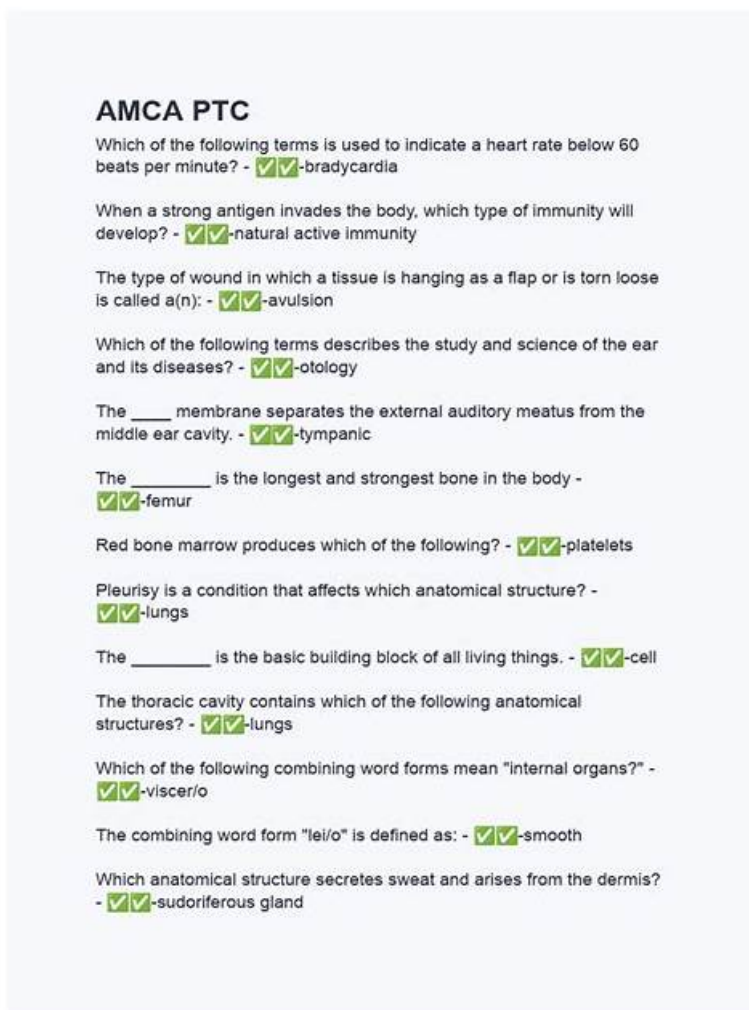 AMCA PTC
Which of the following terms is used to indicate a heart rate below 60
beats per minute? - ✅✅-bradycardia
When a strong antigen invades the body, which type of immunity will
develop? - ✅✅-natural active immunity
The type of wound in which a tissue is hanging as a flap or is torn loose
is called a(n): - ✅✅-avulsion
Which of the following terms describes the study and science of the ear
and its diseases? - ✅✅-otology
The ____ membrane separates the external auditory meatus from the
middle ear cavity. - ✅✅-tympanic
The ________ is the longest and strongest bone in the body -
✅✅-femur
Red bone marrow produces which of the following? - ✅✅-platelets
Pleurisy is a condition that affects which anatomical structure? -
✅✅-lungs
The ________ is the basic building block of all living things. - ✅✅-cell
The thoracic cavity contains which of the following anatomical
structures? - ✅✅-lungs
Which of the following combining word forms mean "internal organs?" -
✅✅-viscer/o
The combining word form "lei/o" is defined as: - ✅✅-smooth
Which anatomical structure secretes sweat and arises from the dermis?
- ✅✅-sudoriferous gland